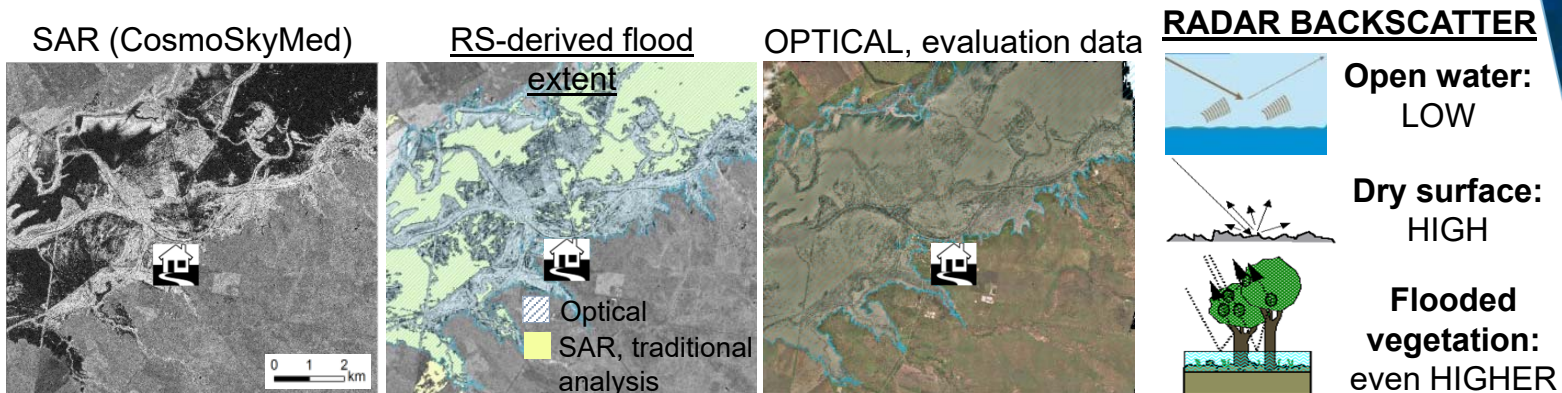 SAR (CosmoSkyMed)
RS-derived flood
extent
OPTICAL, evaluation data
RADAR BACKSCATTER
Open water:
LOW
Dry surface:
HIGH
Flooded
vegetation:
even HIGHER
Optical
SAR, traditional
analysis
0 1 2
km